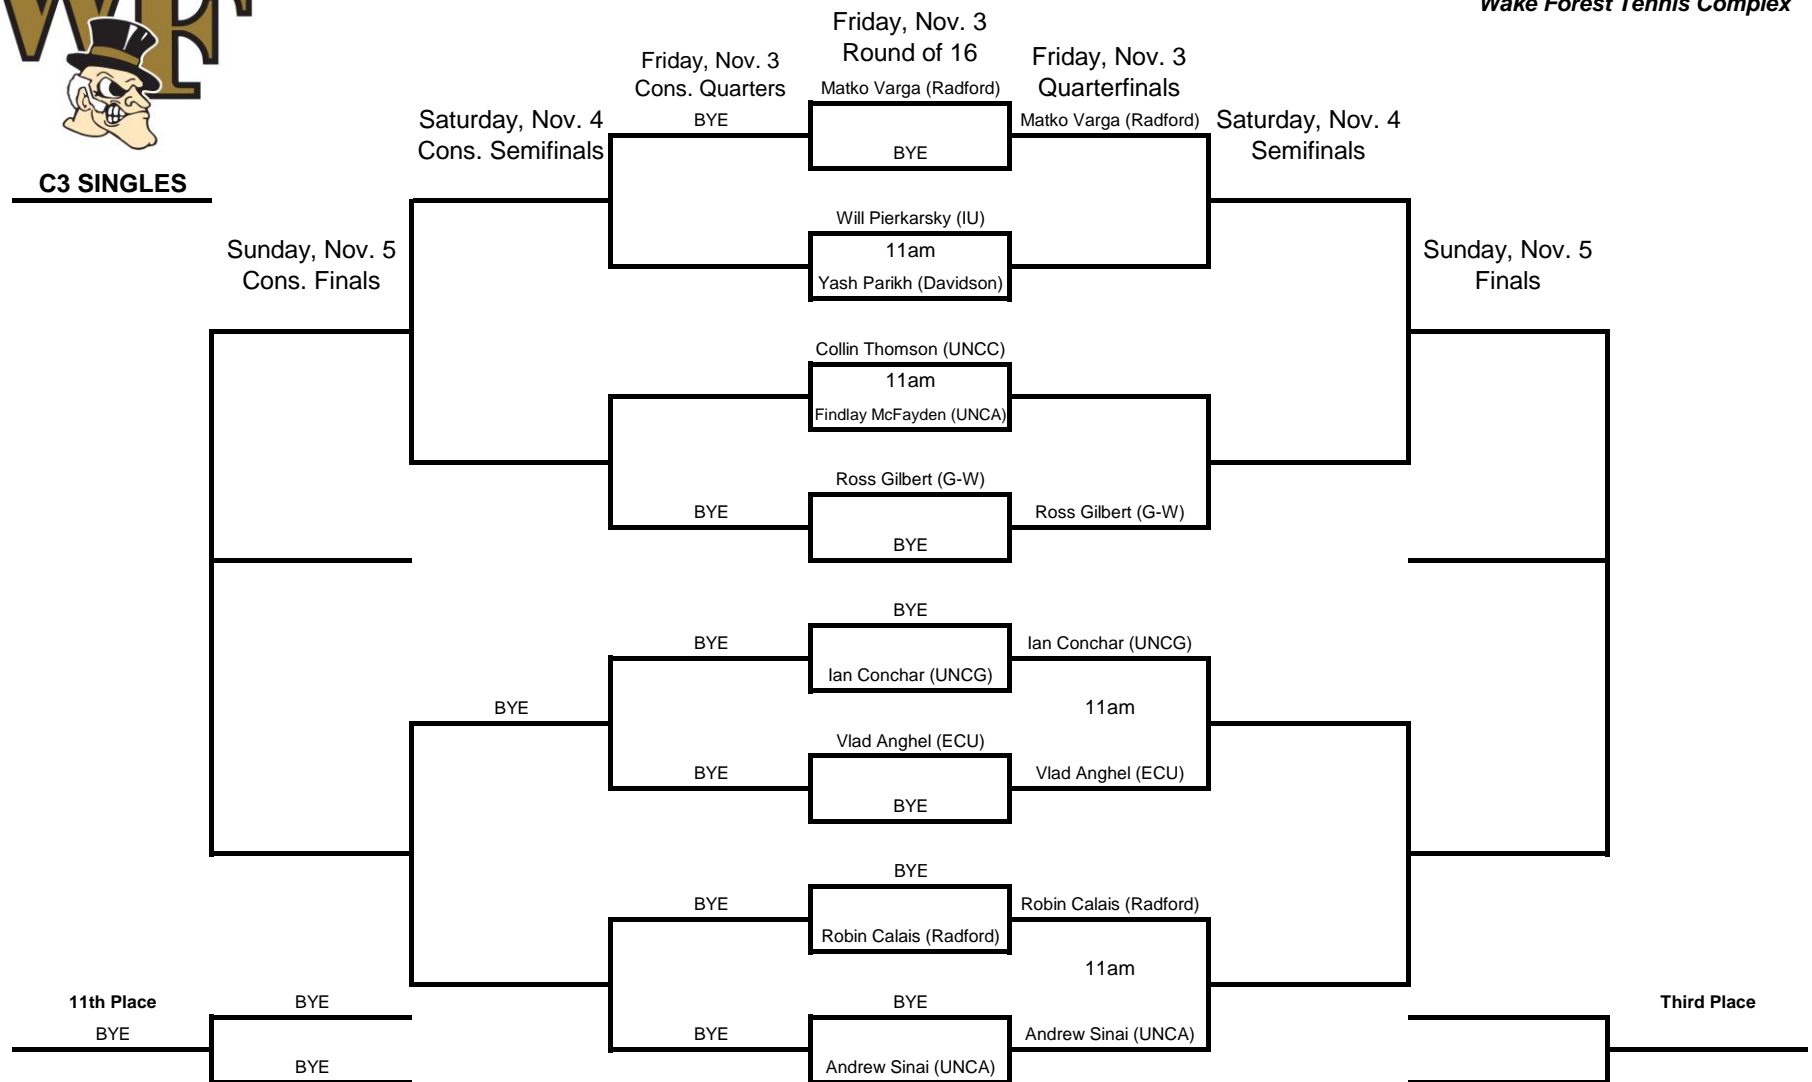 Wake Forest Tennis Complex
WF
C3 SINGLES
Friday, Nov. 3
Round of 16
Friday, Nov. 3
Cons. Quarters
Friday, Nov. 3
Quarterfinals
Saturday, Nov. 4
Cons. Semifinals
Saturday, Nov. 4
Semifinals
Sunday, Nov. 5
Cons. Finals
Sunday, Nov. 5
Finals
Matko Varga (Radford)
BYE
Matko Varga (Radford)
BYE
Will Pierkarsky (IU)
11am
Yash Parikh (Davidson)
Collin Thomson (UNCC)
11am
Findlay McFayden (UNCA)
Ross Gilbert (G-W)
BYE
Ross Gilbert (G-W)
BYE
BYE
BYE
Ian Conchar (UNCG)
Ian Conchar (UNCG)
BYE
11am
Vlad Anghel (ECU)
BYE
Vlad Anghel (ECU)
BYE
BYE
BYE
Robin Calais (Radford)
Robin Calais (Radford)
11am
11th Place
BYE
BYE
Third Place
BYE
BYE
Andrew Sinai (UNCA)
BYE
Andrew Sinai (UNCA)